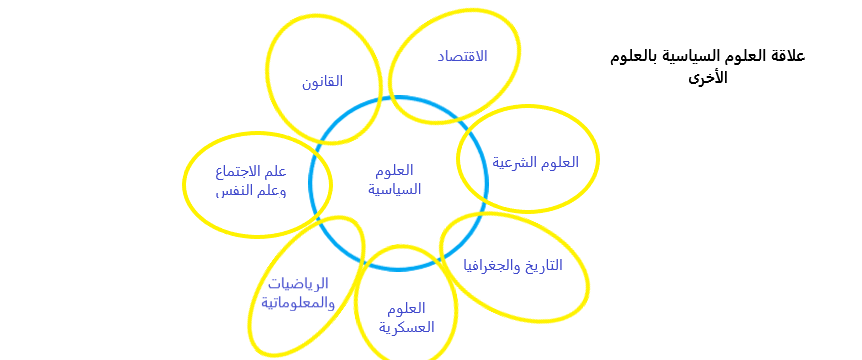 علاقة العلوم السياسية بالعلوم
الأخرى
الاقتصاد
القانون
العلوم الشرعية
العلوم
السياسية
علم الاجتماع
وعلم النفس
التاريخ والجغرافيا
الرياضيات
والمعلوماتية
العلوم
العسكرية